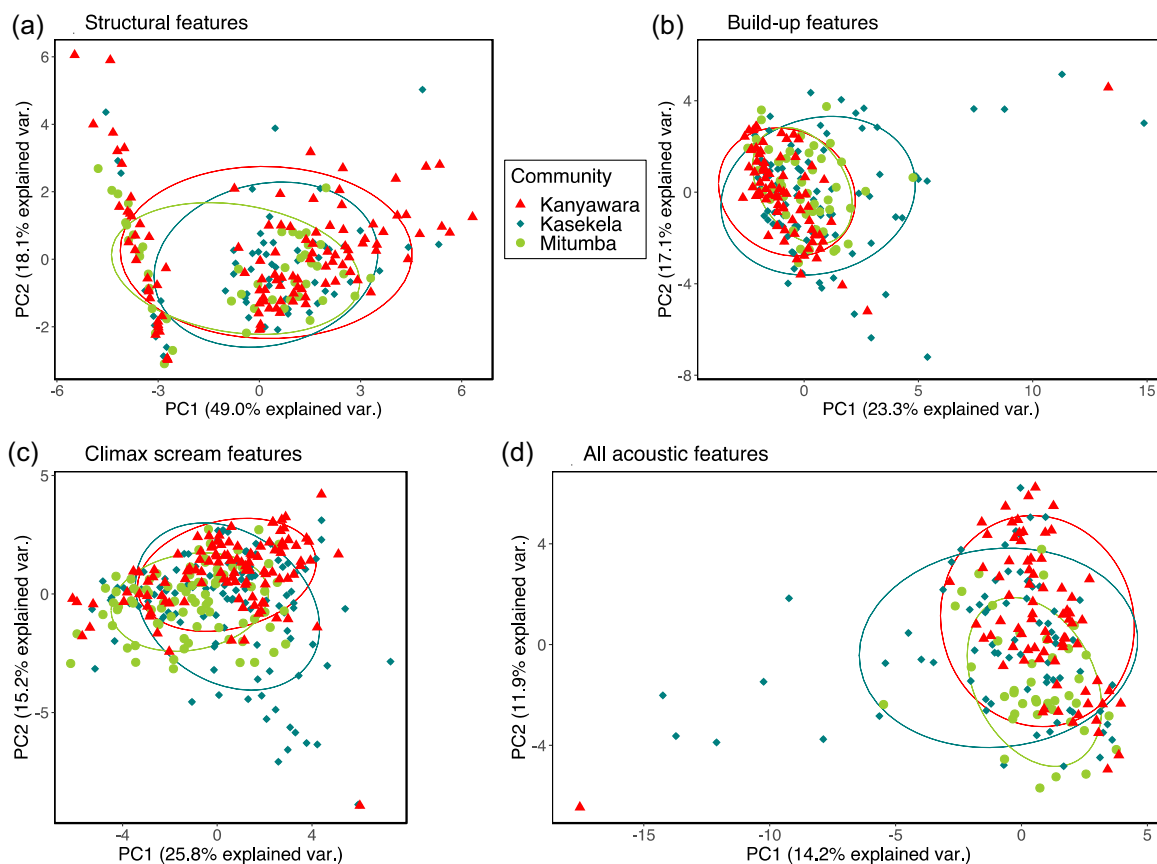 (a) Structural features
6
4
2
0
-2
-6 -3 0 3 6
PC1 (49.0% explained var.)
PC2 (18.1% explained var.)
Community
Kanyawara
Kasekela
Mitumba
(b) Build-up features
4
0
-4
-8
0 5 10 15
PC1 (23.3% explained var.)
PC2 (17.1% explained var.)
(c) Climax scream features
5
0
-5
-4 0 4
PC1 (25.8% explained var.)
PC2 (15.2% explained var.)
(d) All acoustic features
4
0
-4
-15 -10 -5 0 5
PC1 (14.2% explained var.)
PC2 (11.9% explained var.)